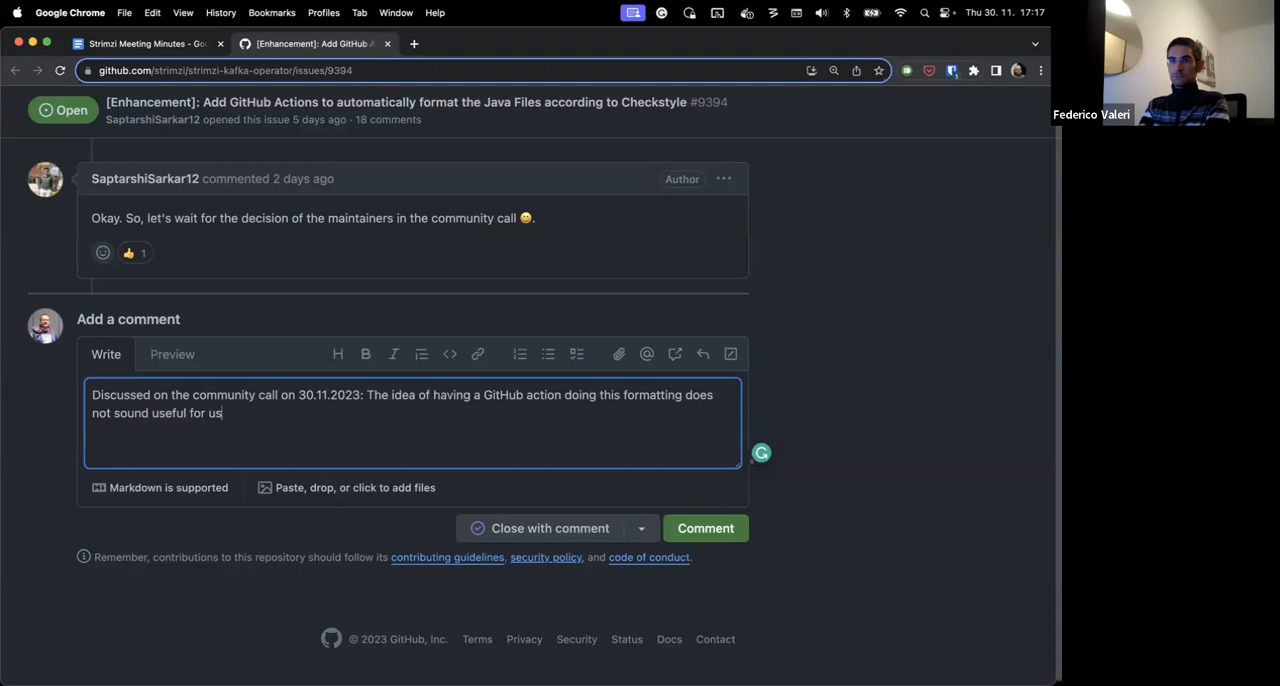 Google Chrome File Edit View History Bookmarks Profiles Tab Window Help Thu 30. 11. 17:17
Strimzi Meeting Minutes - Goo
[Enhancement]: Add GitHub A
github.com/strimzi/strimzi-kafka-operator/issues/9394
Open
[Enhancement]: Add GitHub Actions to automatically format the Java Files according to Checkstyle #9394
SaptarshiSarkar12 opened this issue 5 days ago · 18 comments
Federico Valeri
SaptarshiSarkar12 commented 2 days ago
Author
Okay. So, let's wait for the decision of the maintainers in the community call 😀.
👍 1
Add a comment
Write Preview
Discussed on the community call on 30.11.2023: The idea of having a GitHub action doing this formatting does
not sound useful for us
Markdown is supported
Paste, drop, or click to add files
Close with comment
Comment
Remember, contributions to this repository should follow its contributing guidelines, security policy, and code of conduct.
© 2023 GitHub, Inc. Terms Privacy Security Status Docs Contact